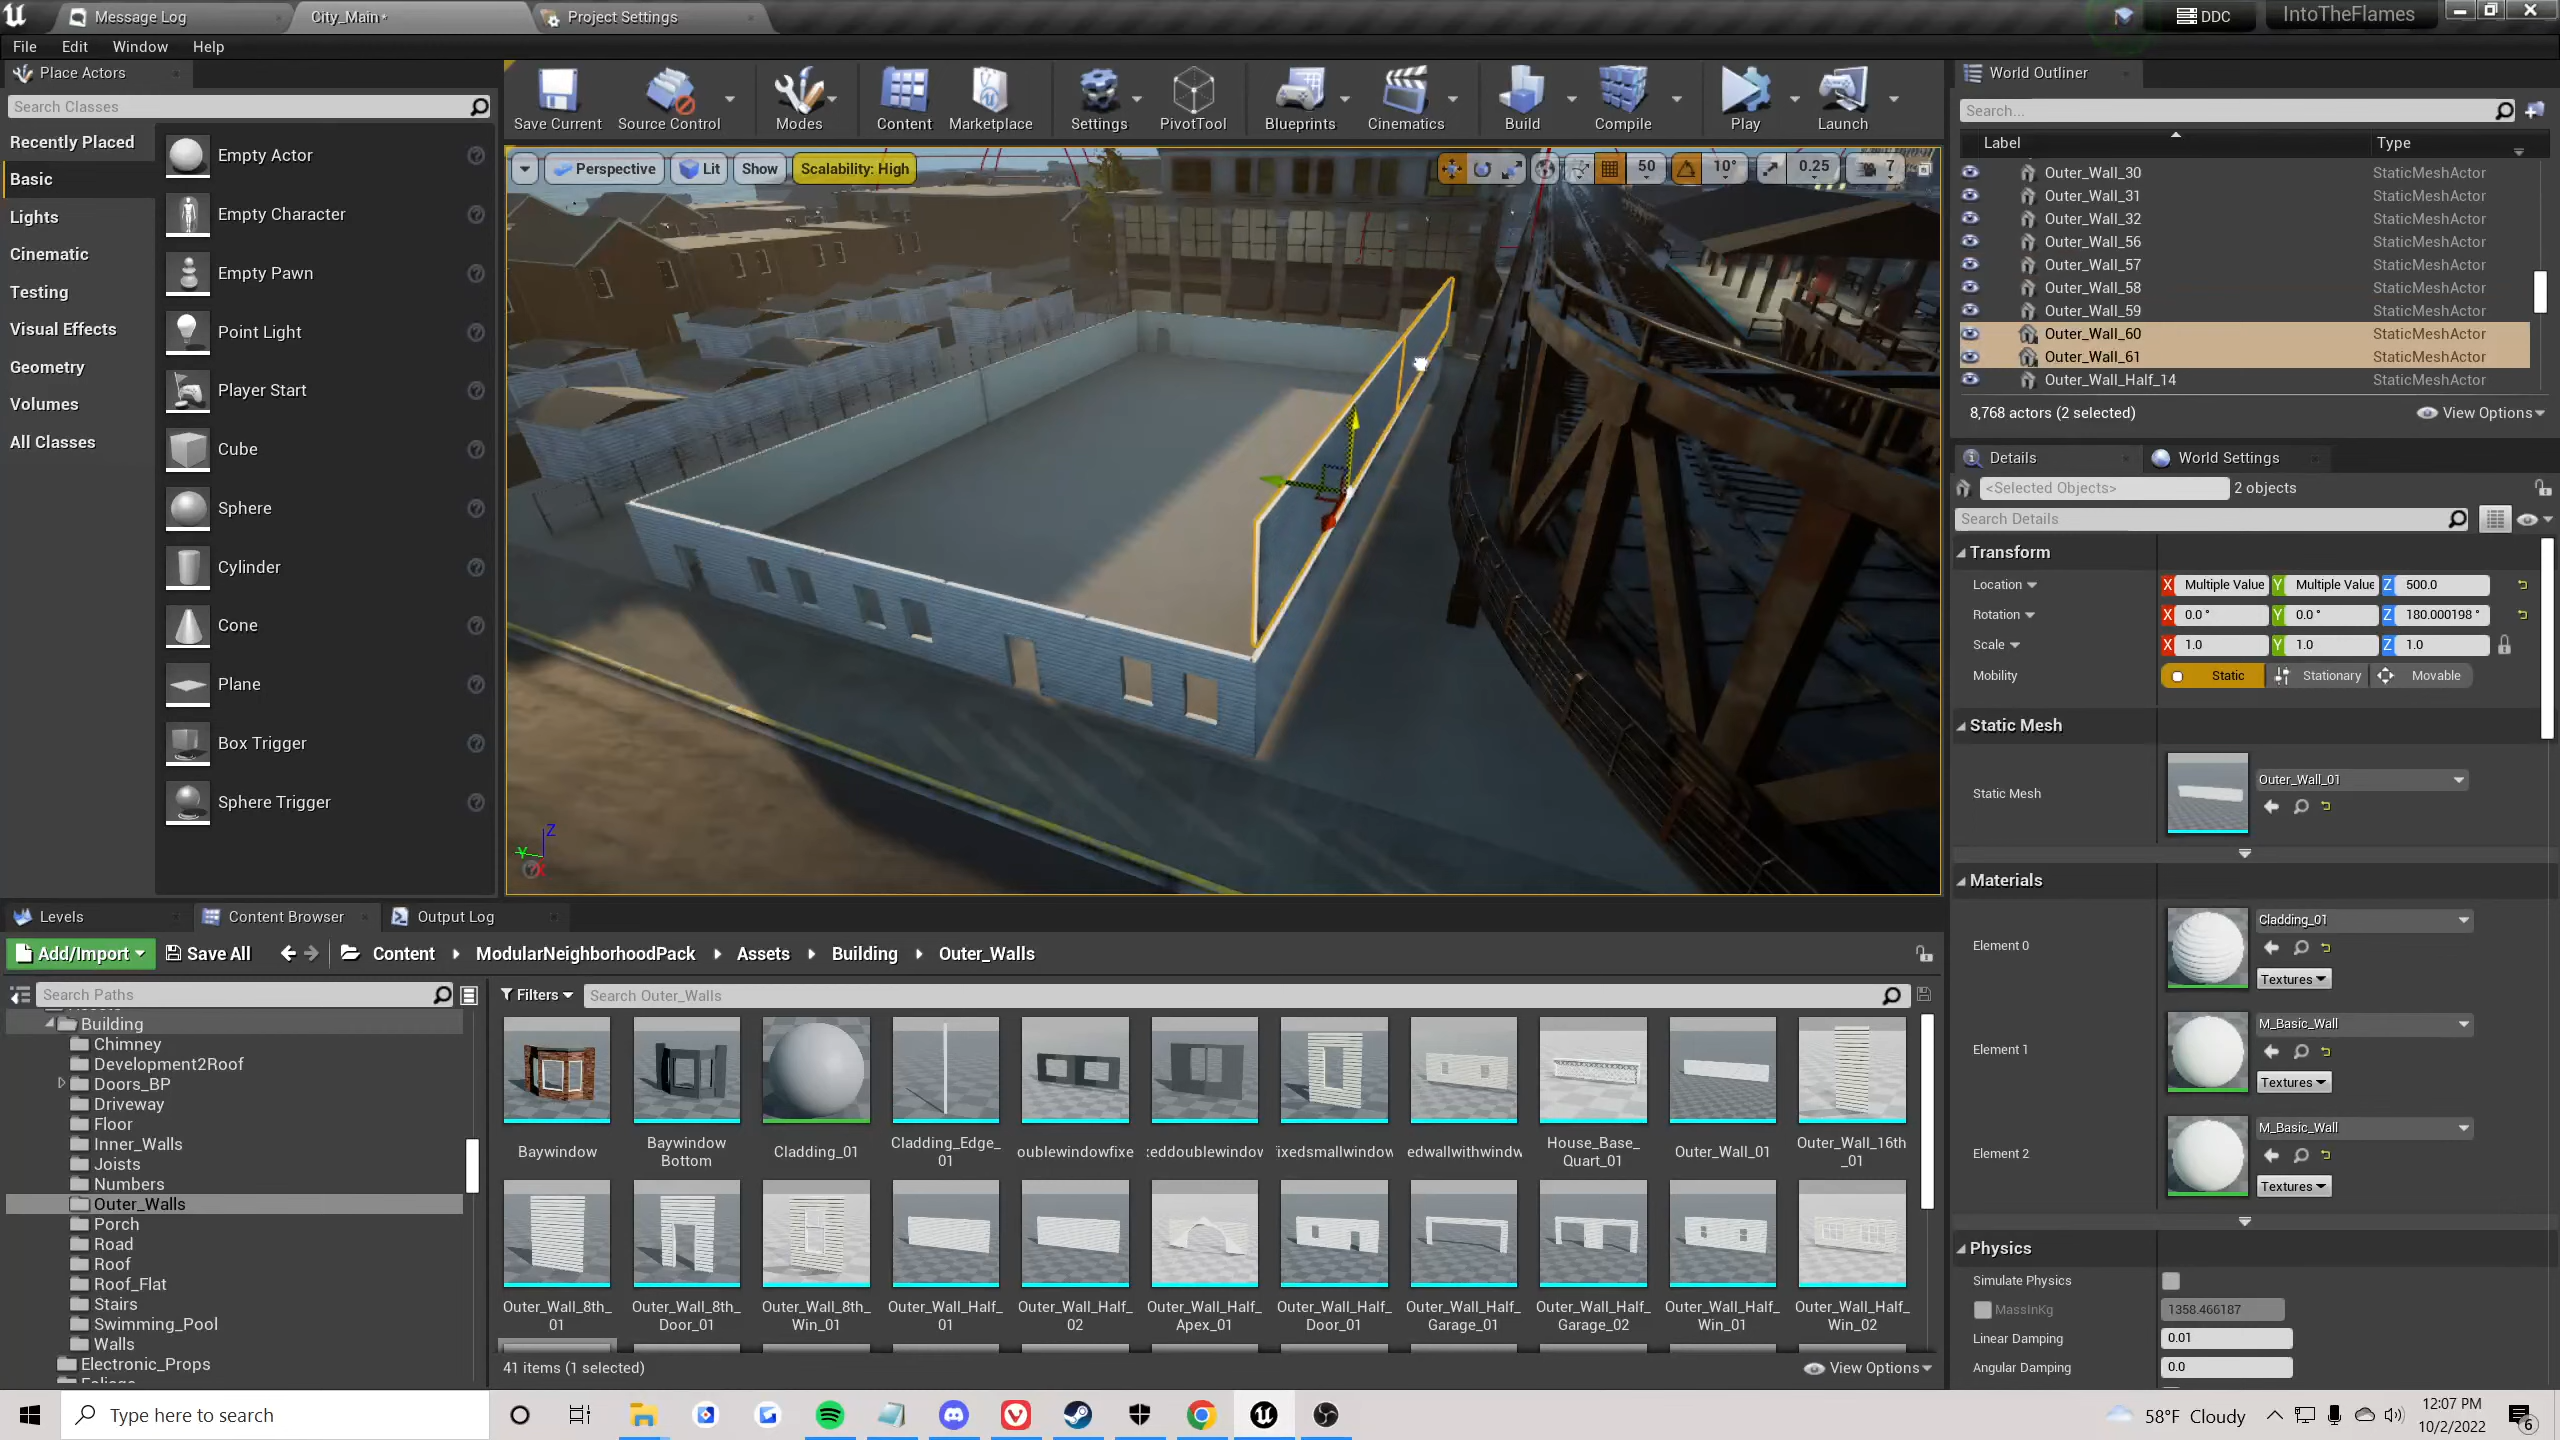 Message Log
City_Main*
Project Settings
DDC
IntoTheFlames
File Edit Window Help
Place Actors
Search Classes
Recently Placed
Basic
Lights
Cinematic
Testing
Visual Effects
Geometry
Volumes
All Classes
Empty Actor
Empty Character
Empty Pawn
Point Light
Player Start
Cube
Sphere
Cylinder
Cone
Plane
Box Trigger
Sphere Trigger
Save Current
Source Control
Modes
Content
Marketplace
Settings
PivotTool
Blueprints
Cinematics
Build
Compile
Play
Launch
Perspective
Lit
Show
Scalability: High
50
10°
0.25
7
Z
Y
X
World Outliner
Search...
Label Type
Outer_Wall_30 StaticMeshActor
Outer_Wall_31 StaticMeshActor
Outer_Wall_32 StaticMeshActor
Outer_Wall_56 StaticMeshActor
Outer_Wall_57 StaticMeshActor
Outer_Wall_58 StaticMeshActor
Outer_Wall_59 StaticMeshActor
Outer_Wall_60 StaticMeshActor
Outer_Wall_61 StaticMeshActor
Outer_Wall_Half_14 StaticMeshActor
8,768 actors (2 selected)
View Options
Details
World Settings
<Selected Objects> 2 objects
Search Details
Transform
Location X Multiple Value Y Multiple Value Z 500.0
Rotation X 0.0 ° Y 0.0 ° Z 180.000198 °
Scale X 1.0 Y 1.0 Z 1.0
Mobility Static Stationary Movable
Static Mesh
Static Mesh Outer_Wall_01
Materials
Element 0 Cladding_01
Textures
Element 1 M_Basic_Wall
Textures
Element 2 M_Basic_Wall
Textures
Physics
Simulate Physics
MassInKg 1358.466187
Linear Damping 0.01
Angular Damping 0.0
Levels
Content Browser
Output Log
Add/Import
Save All
Content
ModularNeighborhoodPack
Assets
Building
Outer_Walls
Search Paths
Filters
Search Outer_Walls
Building
Chimney
Development2Roof
Doors_BP
Driveway
Floor
Inner_Walls
Joists
Numbers
Outer_Walls
Porch
Road
Roof
Roof_Flat
Stairs
Swimming_Pool
Walls
Electronic_Props
Baywindow
Baywindow
Bottom
Cladding_01
Cladding_Edge_
01
oublewindowfixe
xeddoublewindow
ixedsmallwindow
edwallwithwindw
House_Base_
Quart_01
Outer_Wall_01
Outer_Wall_16th
_01
Outer_Wall_8th_
01
Outer_Wall_8th_
Door_01
Outer_Wall_8th_
Win_01
Outer_Wall_Half_
01
Outer_Wall_Half_
02
Outer_Wall_Half_
Apex_01
Outer_Wall_Half_
Door_01
Outer_Wall_Half_
Garage_01
Outer_Wall_Half_
Garage_02
Outer_Wall_Half_
Win_01
Outer_Wall_Half_
Win_02
41 items (1 selected)
View Options
Type here to search
58°F Cloudy
12:07 PM
10/2/2022
6